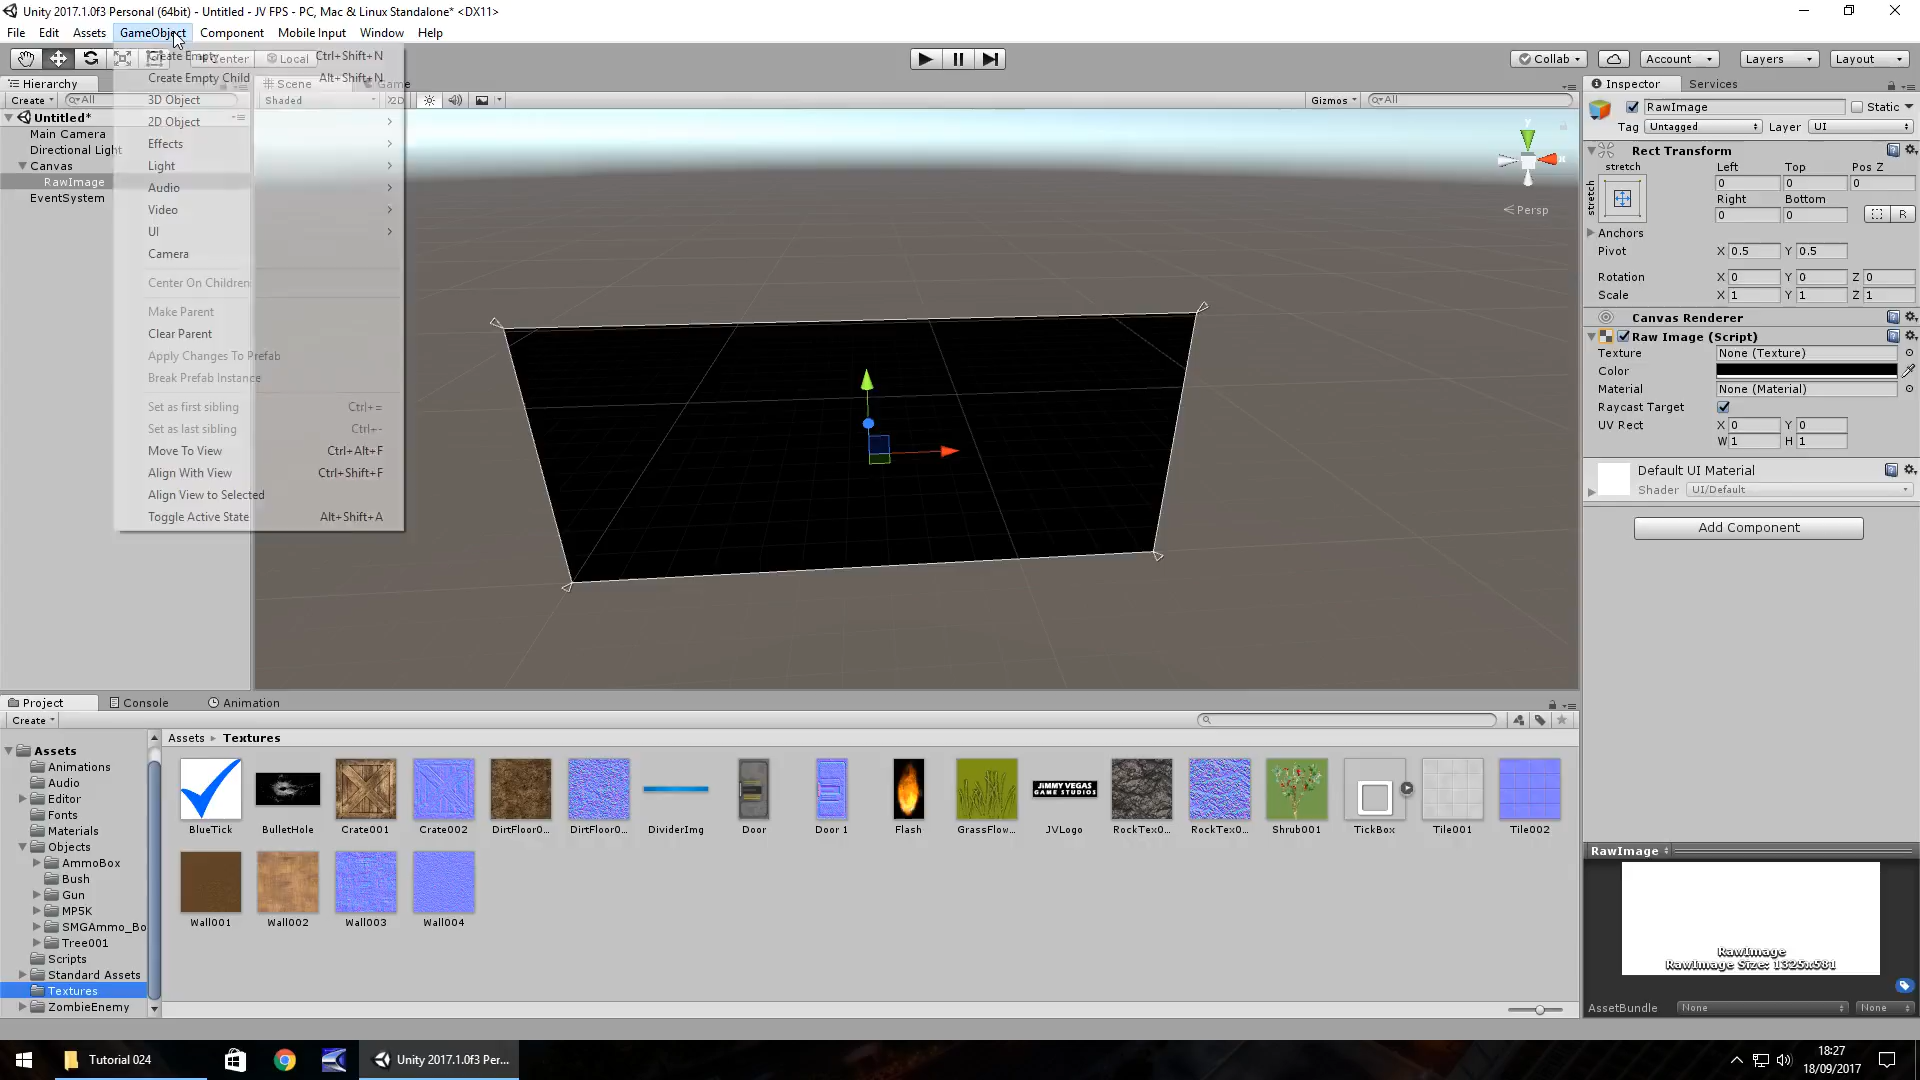 Unity 2017.1.0f3 Personal (64bit) - Untitled - JV FPS - PC, Mac & Linux Standalone* <DX11>
File Edit Assets GameObject Component Mobile Input Window Help
Center Local
Collab Account Layers Layout
Hierarchy
Create All
Untitled*
Main Camera
Directional Light
Canvas
RawImage
EventSystem
Create Empty Ctrl+Shift+N
Create Empty Child Alt+Shift+N
3D Object
2D Object
Effects
Light
Audio
Video
UI
Camera
Center On Children
Make Parent
Clear Parent
Apply Changes To Prefab
Break Prefab Instance
Set as first sibling Ctrl+=
Set as last sibling Ctrl+-
Move To View Ctrl+Alt+F
Align With View Ctrl+Shift+F
Align View to Selected
Toggle Active State Alt+Shift+A
Scene Game
Shaded 2D Gizmos All
y
x
Persp
Inspector Services
RawImage Static
Tag Untagged Layer UI
Rect Transform
stretch Left Top Pos Z
stretch 0 0 0
Right Bottom
0 0 R
Anchors
Pivot X 0.5 Y 0.5
Rotation X 0 Y 0 Z 0
Scale X 1 Y 1 Z 1
Canvas Renderer
Raw Image (Script)
Texture None (Texture)
Color
Material None (Material)
Raycast Target
UV Rect X 0 Y 0
W 1 H 1
Default UI Material
Shader UI/Default
Add Component
Project Console Animation
Create
Assets
Animations
Audio
Editor
Fonts
Materials
Objects
AmmoBox
Bush
Gun
MP5K
SMGAmmo_Bo
Tree001
Scripts
Standard Assets
Textures
ZombieEnemy
Assets Textures
JIMMY VEGAS
GAME STUDIOS
BlueTick BulletHole Crate001 Crate002 DirtFloor0... DirtFloor0... DividerImg Door Door 1 Flash GrassFlow... JVLogo RockTex0... RockTex0... Shrub001 TickBox Tile001 Tile002
Wall001 Wall002 Wall003 Wall004
RawImage
RawImage
RawImage Size: 1325x581
AssetBundle None None
Tutorial 024
Unity 2017.1.0f3 Per...
18:27
18/09/2017